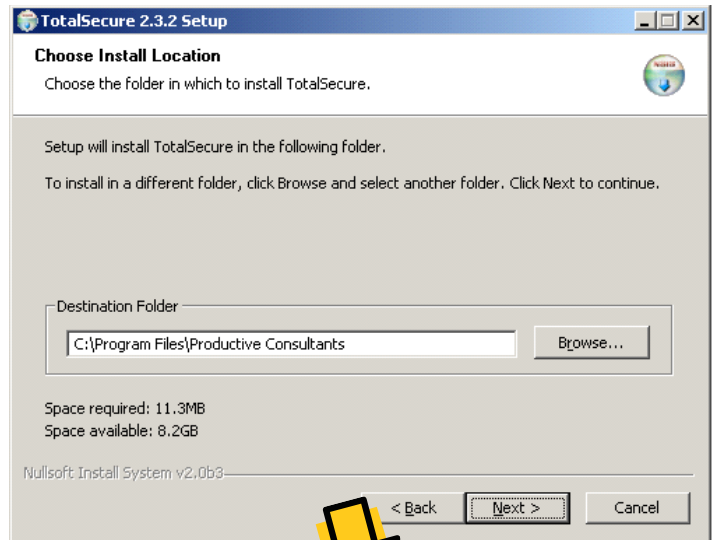 TotalSecure 2.3.2 Setup
Choose Install Location
Choose the folder in which to install TotalSecure.
Setup will install TotalSecure in the following folder.
To install in a different folder, click Browse and select another folder. Click Next to continue.
Destination Folder
C:\Program Files\Productive Consultants
Browse...
Space required: 11.3MB
Space available: 8.2GB
Nullsoft Install System v2.0b3
< Back
Next >
Cancel